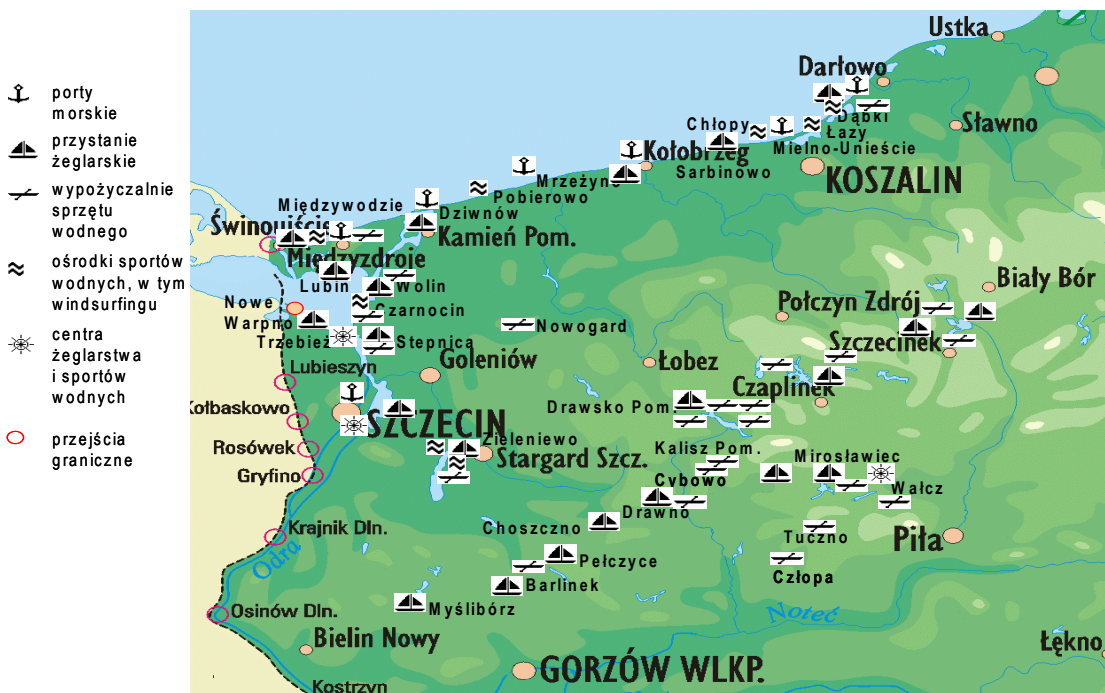 porty
morskie
przystanie
żeglarskie
wypożyczalnie
sprzętu
wodnego
ośrodki sportów
wodnych, w tym
windsurfingu
centra
żeglarstwa
i sportów
wodnych
przejścia
graniczne
Ustka
Darłowo
Dąbki
Sławno
Chłopy
Łazy
Mielno-Unieście
Kołobrzeg
Sarbinowo
KOSZALIN
Mrzeżyno
Pobierowo
Międzywodzie
Dziwnów
Świnoujście
Kamień Pom.
Międzyzdroje
Lubin
Wolin
Biały Bór
Nowe
Warpno
Czarnocin
Połczyn Zdrój
Nowogard
Trzebież
Stepnica
Szczecinek
Lubieszyn
Goleniów
Łobez
Czaplinek
Kołbaskowo
Drawsko Pom.
SZCZECIN
Rosówek
Zieleniewo
Stargard Szcz.
Kalisz Pom.
Mirosławiec
Gryfino
Cybowo
Wałcz
Drawno
Krajnik Dln.
Choszczno
Tuczno
Piła
Odra
Pełczyce
Człopa
Barlinek
Myślibórz
Osinów Dln.
Noteć
Bielin Nowy
Łękno
GORZÓW WLKP.
Kostrzyn